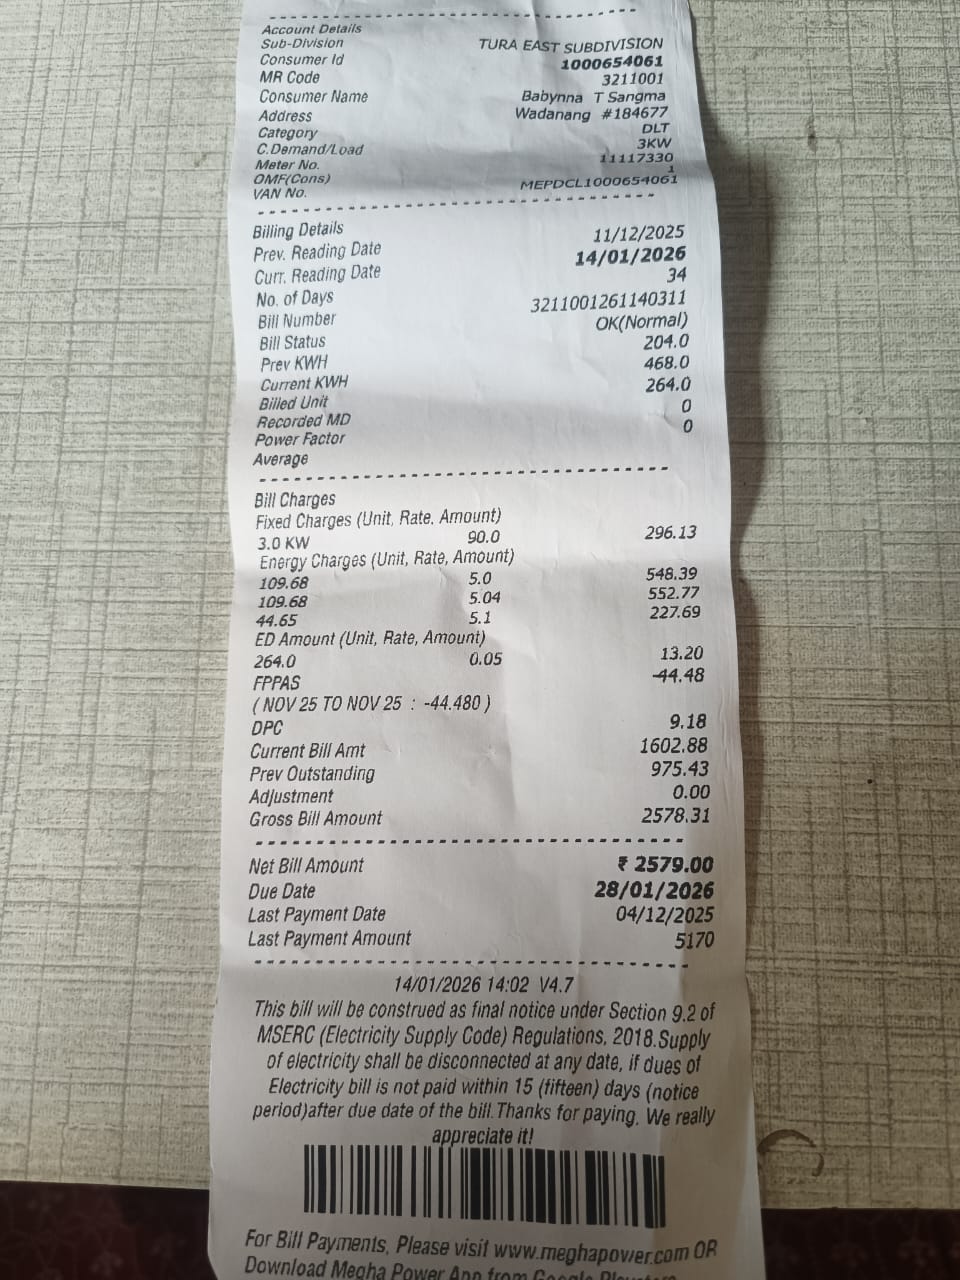 Account Details
Sub-Division TURA EAST SUBDIVISION
Consumer Id 1000654061
MR Code 3211001
Consumer Name Babynna T Sangma
Address Wadanang #184677
Category DLT
C.Demand/Load 3KW
Meter No. 11117330
OMF(Cons) 1
VAN No. MEPDCL1000654061
Billing Details
Prev. Reading Date 11/12/2025
Curr. Reading Date 14/01/2026
No. of Days 34
Bill Number 3211001261140311
Bill Status OK(Normal)
Prev KWH 204.0
Current KWH 468.0
Billed Unit 264.0
Recorded MD 0
Power Factor 0
Average
Bill Charges
Fixed Charges (Unit, Rate, Amount)
3.0 KW 90.0 296.13
Energy Charges (Unit, Rate, Amount)
109.68 5.0 548.39
109.68 5.04 552.77
44.65 5.1 227.69
ED Amount (Unit, Rate, Amount)
264.0 0.05 13.20
FPPAS -44.48
( NOV 25 TO NOV 25 : -44.480 )
DPC 9.18
Current Bill Amt 1602.88
Prev Outstanding 975.43
Adjustment 0.00
Gross Bill Amount 2578.31
Net Bill Amount ₹ 2579.00
Due Date 28/01/2026
Last Payment Date 04/12/2025
Last Payment Amount 5170
14/01/2026 14:02 V4.7
This bill will be construed as final notice under Section 9.2 of
MSERC (Electricity Supply Code) Regulations, 2018.Supply
of electricity shall be disconnected at any date, if dues of
Electricity bill is not paid within 15 (fifteen) days (notice
period)after due date of the bill.Thanks for paying. We really
appreciate it!
For Bill Payments, Please visit www.meghapower.com OR
Download Megha Power App from Google